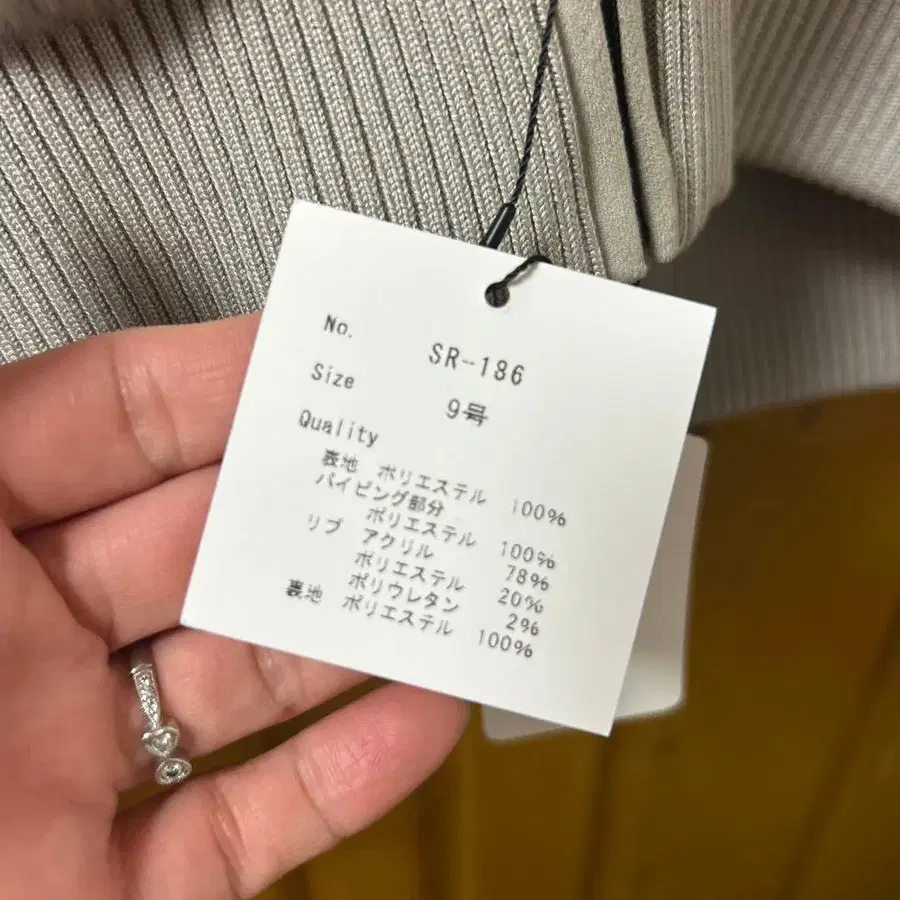 No. SR-186
Size 9号
Quality
表地 ポリエステル 100%
パイピング部分
ポリエステル 100%
リブ アクリル 78%
ポリエステル 20%
ポリウレタン 2%
裏地 ポリエステル 100%